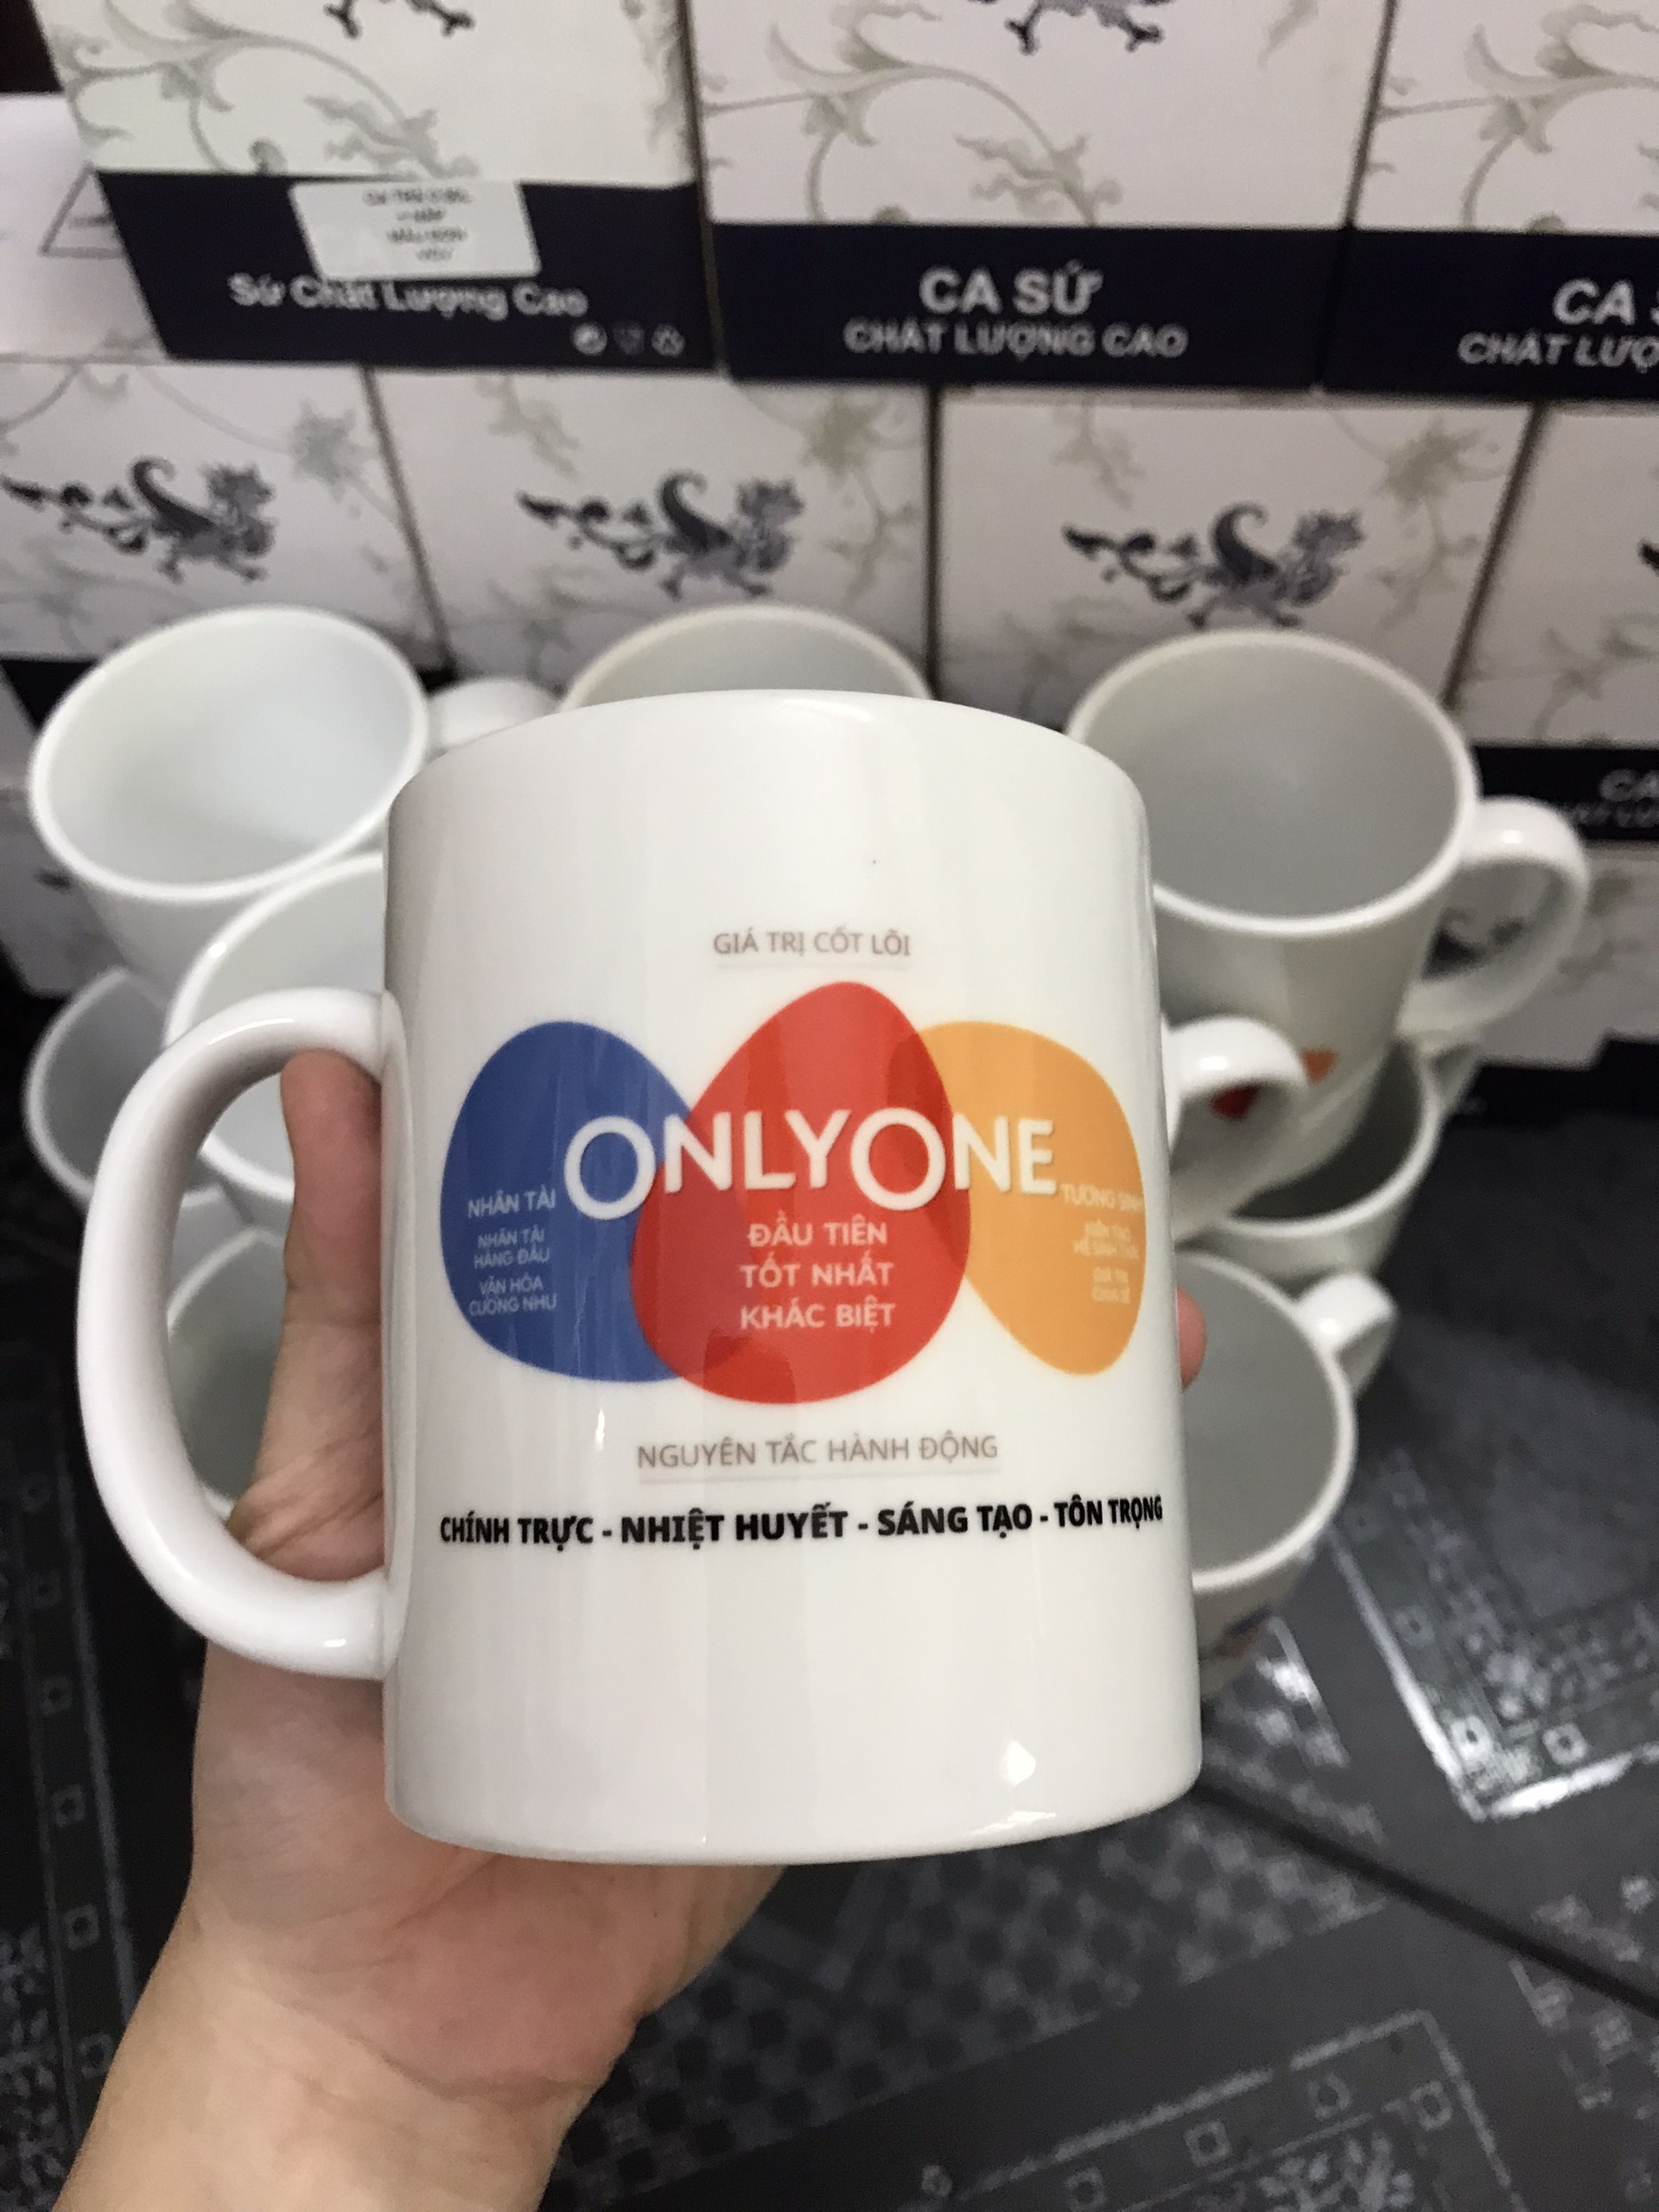 Sứ Chất Lượng Cao
CA SỨ
CHẤT LƯỢNG CAO
CA
CHẤT
CA
GIÁ TRỊ CỐT LÕI
ONLYONE
NHÂN TÀI
NHÂN TÀI
HÀNG ĐẦU
VĂN HÓA
CUỒNG NHU
ĐẦU TIÊN
TỐT NHẤT
KHÁC BIỆT
TƯƠNG SINH
NGUYÊN TẮC HÀNH ĐỘNG
CHÍNH TRỰC - NHIỆT HUYẾT - SÁNG TẠO - TÔN TRỌNG